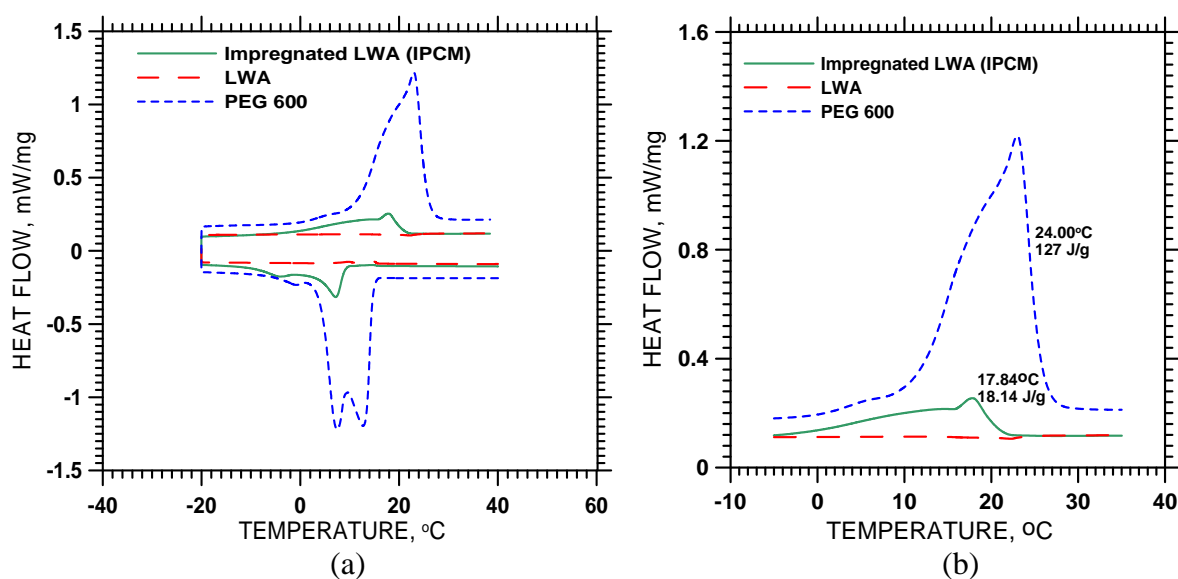 Impregnated LWA (IPCM)
LWA
PEG 600
1.5
1
0.5
0
-0.5
-1
-1.5
-40
-20
0
20
40
60
HEAT FLOW, mW/mg
TEMPERATURE, ºC
(a)
Impregnated LWA (IPCM)
LWA
PEG 600
1.6
1.2
0.8
0.4
0
-10
0
10
20
30
40
24.00ºC
127 J/g
17.84ºC
18.14 J/g
HEAT FLOW, mW/mg
TEMPERATURE, ºC
(b)